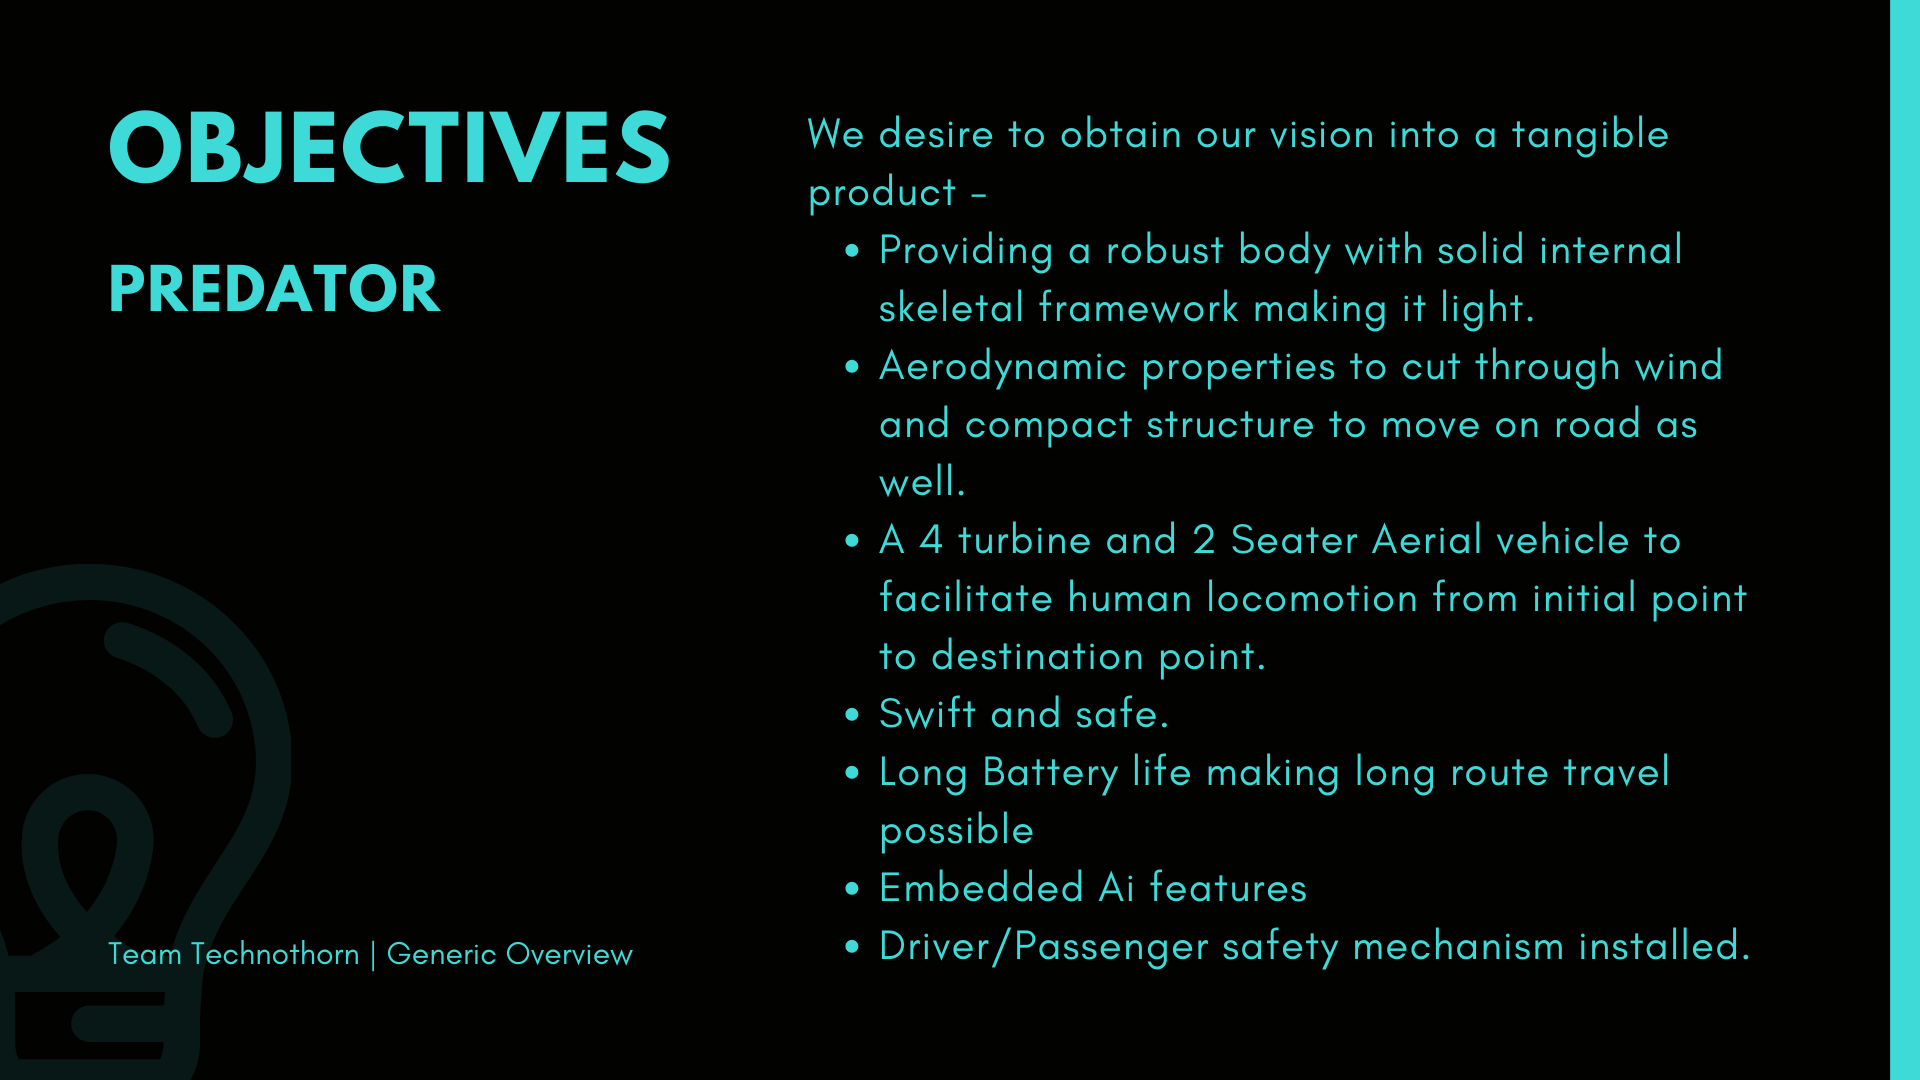 OBJECTIVES
PREDATOR
We desire to obtain our vision into a tangible
product -
• Providing a robust body with solid internal
skeletal framework making it light.
• Aerodynamic properties to cut through wind
and compact structure to move on road as
well.
• A 4 turbine and 2 Seater Aerial vehicle to
facilitate human locomotion from initial point
to destination point.
• Swift and safe.
• Long Battery life making long route travel
possible
• Embedded Ai features
• Driver/Passenger safety mechanism installed.
Team Technothorn | Generic Overview